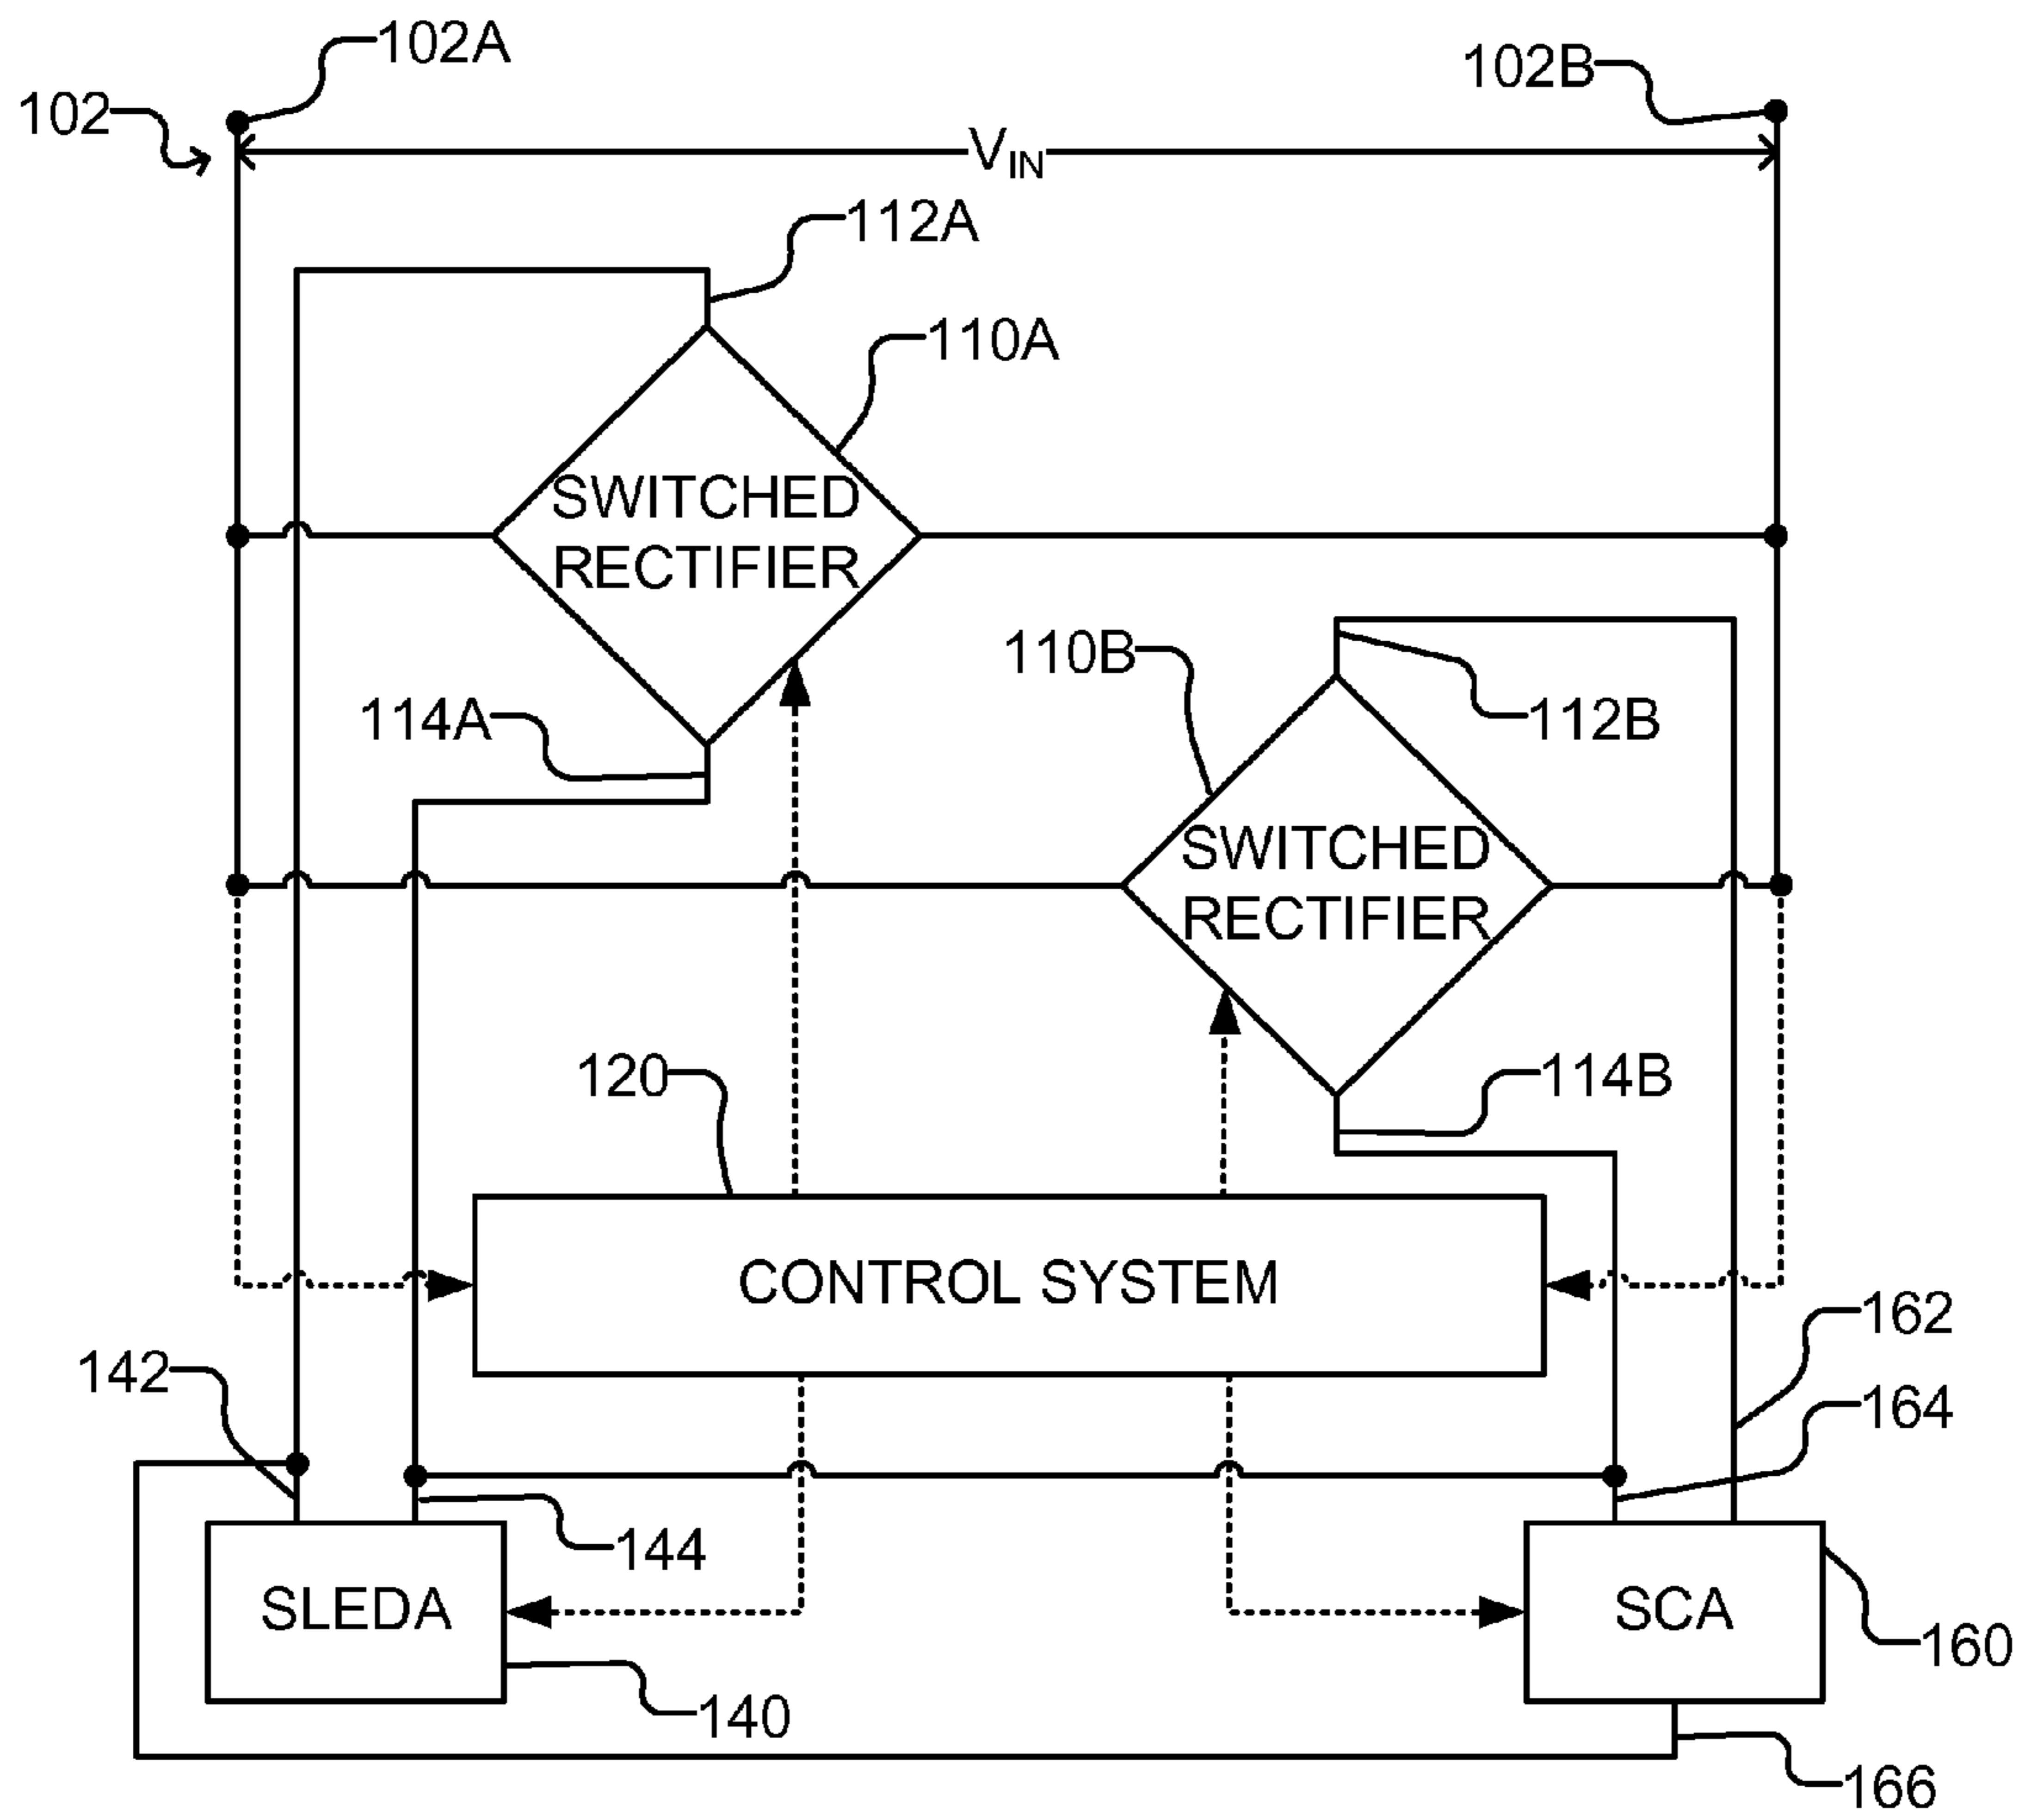 102A
102B
102
VIN
112A
110A
SWITCHED
RECTIFIER
110B
112B
114A
SWITCHED
RECTIFIER
120
114B
CONTROL SYSTEM
162
142
164
144
SLEDA
SCA
160
140
166